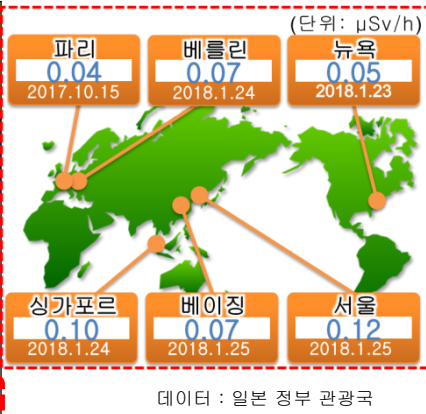 (단위: µSv/h)
파리
0.04
2017.10.15
베를린
0.07
2018.1.24
뉴욕
0.05
2018.1.23
싱가포르
0.10
2018.1.24
베이징
0.07
2018.1.25
서울
0.12
2018.1.25
데이터 : 일본 정부 관광국